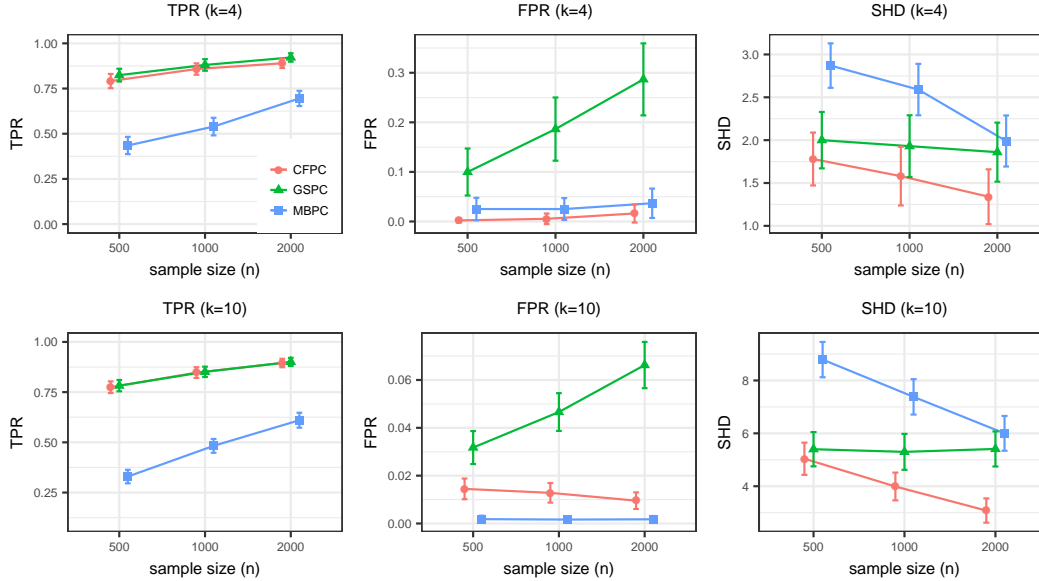 TPR (k=4)
FPR (k=4)
SHD (k=4)
TPR
1.00
0.75
0.50
0.25
0.00
500
1000
2000
sample size (n)
CFPC
GSPC
MBPC
FPR
0.3
0.2
0.1
0.0
500
1000
2000
sample size (n)
SHD
3.0
2.5
2.0
1.5
1.0
500
1000
2000
sample size (n)
TPR (k=10)
FPR (k=10)
SHD (k=10)
TPR
1.00
0.75
0.50
0.25
500
1000
2000
sample size (n)
FPR
0.06
0.04
0.02
0.00
500
1000
2000
sample size (n)
SHD
8
6
4
500
1000
2000
sample size (n)